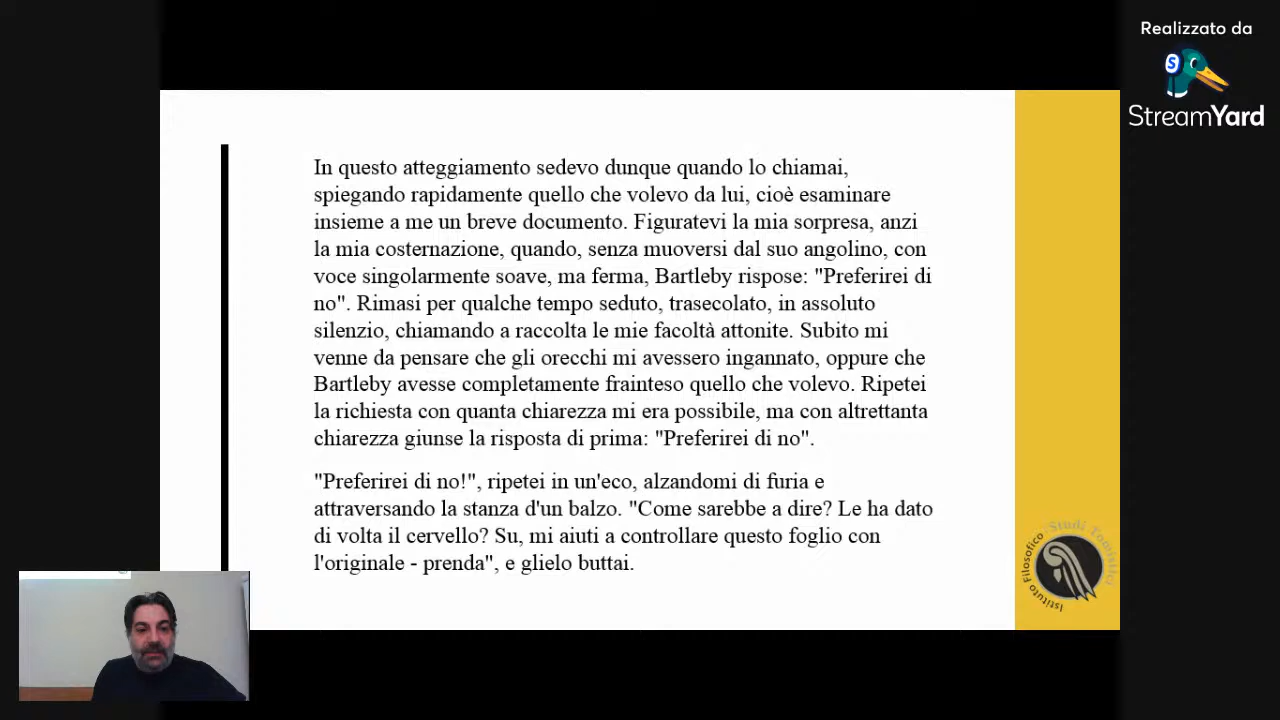 Realizzato da
StreamYard
In questo atteggiamento sedevo dunque quando lo chiamai,
spiegando rapidamente quello che volevo da lui, cioè esaminare
insieme a me un breve documento. Figuratevi la mia sorpresa, anzi
la mia costernazione, quando, senza muoversi dal suo angolino, con
voce singolarmente soave, ma ferma, Bartleby rispose: "Preferirei di
no". Rimasi per qualche tempo seduto, trasecolato, in assoluto
silenzio, chiamando a raccolta le mie facoltà attonite. Subito mi
venne da pensare che gli orecchi mi avessero ingannato, oppure che
Bartleby avesse completamente frainteso quello che volevo. Ripetei
la richiesta con quanta chiarezza mi era possibile, ma con altrettanta
chiarezza giunse la risposta di prima: "Preferirei di no".
"Preferirei di no!", ripetei in un'eco, alzandomi di furia e
attraversando la stanza d'un balzo. "Come sarebbe a dire? Le ha dato
di volta il cervello? Su, mi aiuti a controllare questo foglio con
l'originale - prenda", e glielo buttai.
Istituto Filosofico Studi Tomistici